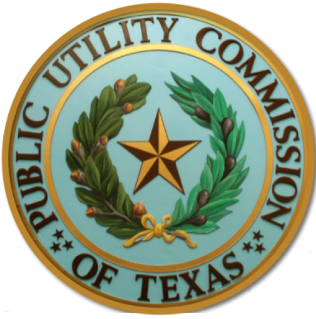 PUBLIC UTILITY COMMISSION
OF TEXAS